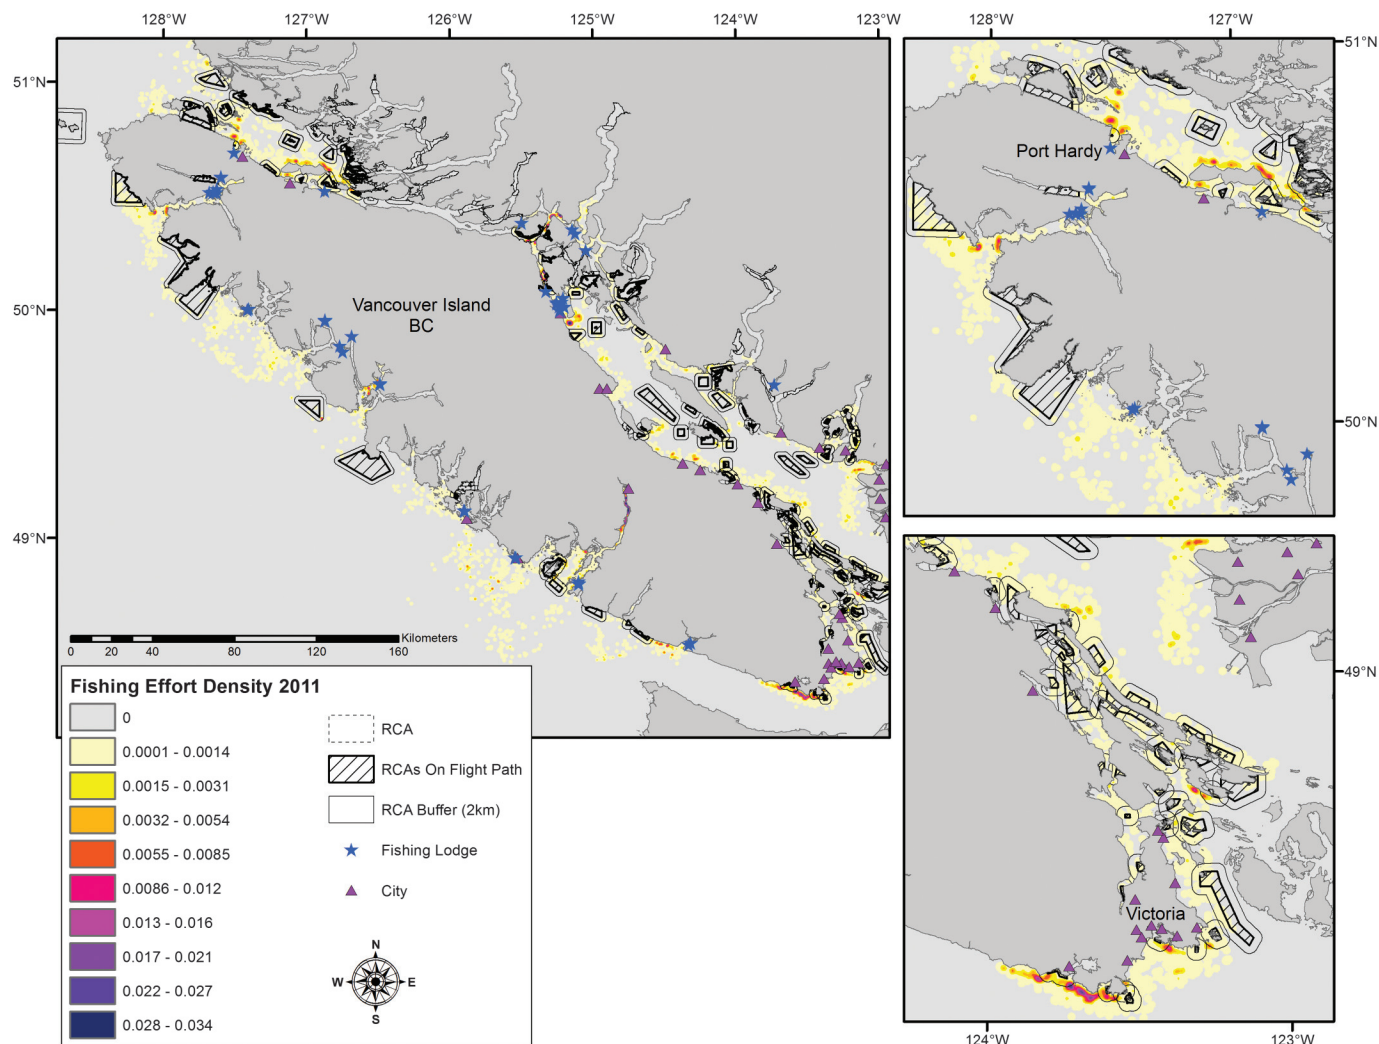 128°W 127°W 126°W 125°W 124°W 123°W
51°N
50°N
49°N
Vancouver Island
BC
Kilometers
0 20 40 80 120 160
Fishing Effort Density 2011
0
0.0001 - 0.0014
0.0015 - 0.0031
0.0032 - 0.0054
0.0055 - 0.0085
0.0086 - 0.012
0.013 - 0.016
0.017 - 0.021
0.022 - 0.027
0.028 - 0.034
RCA
RCAs On Flight Path
RCA Buffer (2km)
Fishing Lodge
City
N
W E
S
128°W 127°W
51°N
Port Hardy
50°N
49°N
Victoria
124°W 123°W